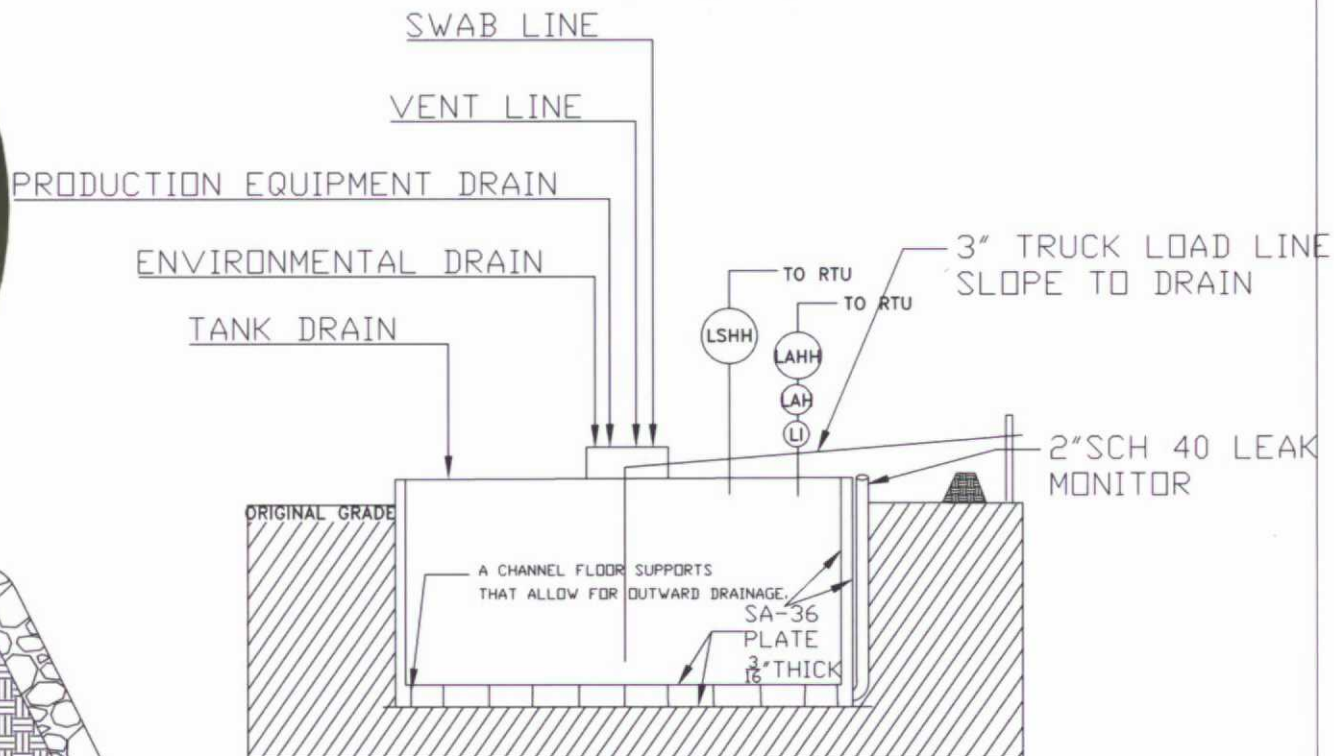 SWAB LINE
VENT LINE
PRODUCTION EQUIPMENT DRAIN
ENVIRONMENTAL DRAIN
TANK DRAIN
3" TRUCK LOAD LINE
SLOPE TO DRAIN
TO RTU
TO RTU
LSHH
LAHH
LAH
LI
2"SCH 40 LEAK
MONITOR
ORIGINAL GRADE
A CHANNEL FLOOR SUPPORTS
THAT ALLOW FOR OUTWARD DRAINAGE.
SA-36
PLATE
3/16"THICK